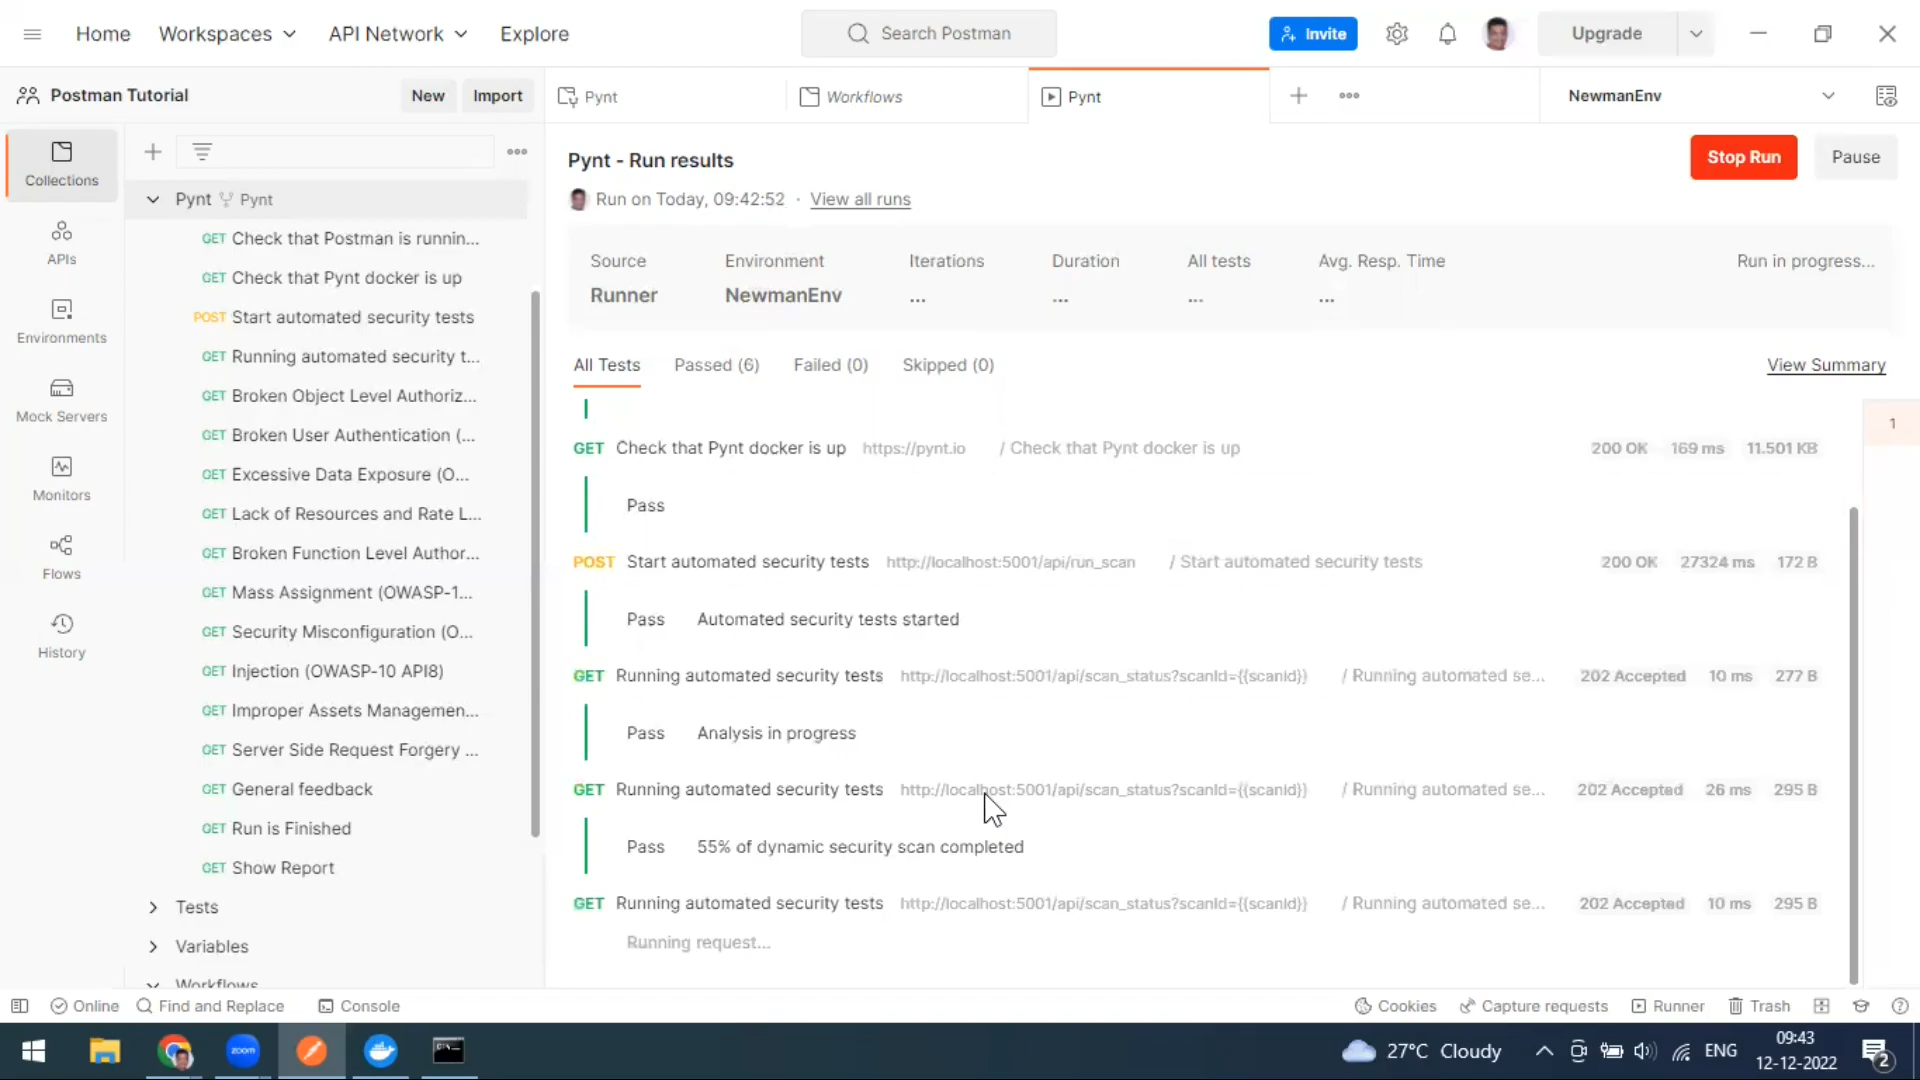 Home Workspaces API Network Explore Search Postman Invite Upgrade
Postman Tutorial New Import Pynt Workflows Pynt NewmanEnv
Collections
APIs
Environments
Mock Servers
Monitors
Flows
History
Pynt Pynt
GET Check that Postman is runnin...
GET Check that Pynt docker is up
POST Start automated security tests
GET Running automated security t...
GET Broken Object Level Authoriz...
GET Broken User Authentication (...
GET Excessive Data Exposure (O...
GET Lack of Resources and Rate L...
GET Broken Function Level Author...
GET Mass Assignment (OWASP-1...
GET Security Misconfiguration (O...
GET Injection (OWASP-10 API8)
GET Improper Assets Managemen...
GET Server Side Request Forgery ...
GET General feedback
GET Run is Finished
GET Show Report
Tests
Variables
Workflows
Pynt - Run results Stop Run Pause
Run on Today, 09:42:52 · View all runs
Source Environment Iterations Duration All tests Avg. Resp. Time Run in progress...
Runner NewmanEnv ... ... ... ...
All Tests Passed (6) Failed (0) Skipped (0) View Summary
1
GET Check that Pynt docker is up https://pynt.io / Check that Pynt docker is up 200 OK 169 ms 11.501 KB
Pass
POST Start automated security tests http://localhost:5001/api/run_scan / Start automated security tests 200 OK 27324 ms 172 B
Pass Automated security tests started
GET Running automated security tests http://localhost:5001/api/scan_status?scanId={{scanId}} / Running automated se... 202 Accepted 10 ms 277 B
Pass Analysis in progress
GET Running automated security tests http://localhost:5001/api/scan_status?scanId={{scanId}} / Running automated se... 202 Accepted 26 ms 295 B
Pass 55% of dynamic security scan completed
GET Running automated security tests http://localhost:5001/api/scan_status?scanId={{scanId}} / Running automated se... 202 Accepted 10 ms 295 B
Running request...
Online Find and Replace Console Cookies Capture requests Runner Trash
zoom 27°C Cloudy ENG 09:43
12-12-2022 2